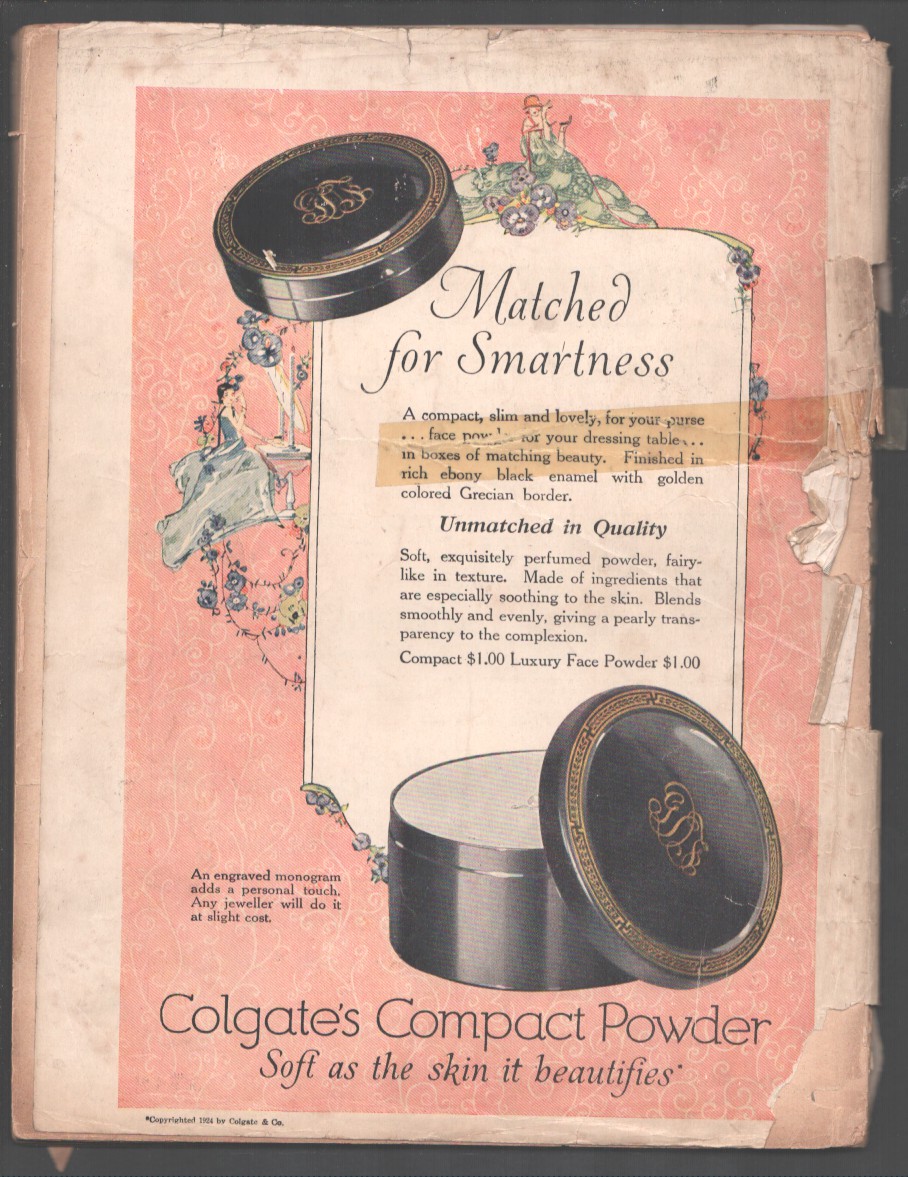 Matched
for Smartness
A compact, slim and lovely, for your purse
... face for your dressing table ...
in boxes of matching beauty. Finished in
rich ebony black enamel with golden
colored Grecian border.
Unmatched in Quality
Soft, exquisitely perfumed powder, fairy-
like in texture. Made of ingredients that
are especially soothing to the skin. Blends
smoothly and evenly, giving a pearly trans-
parency to the complexion.
Compact $1.00 Luxury Face Powder $1.00
An engraved monogram
adds a personal touch.
Any jeweller will do it
at slight cost.
Colgate's Compact Powder
Soft as the skin it beautifies*
*Copyrighted 1924 by Colgate & Co.